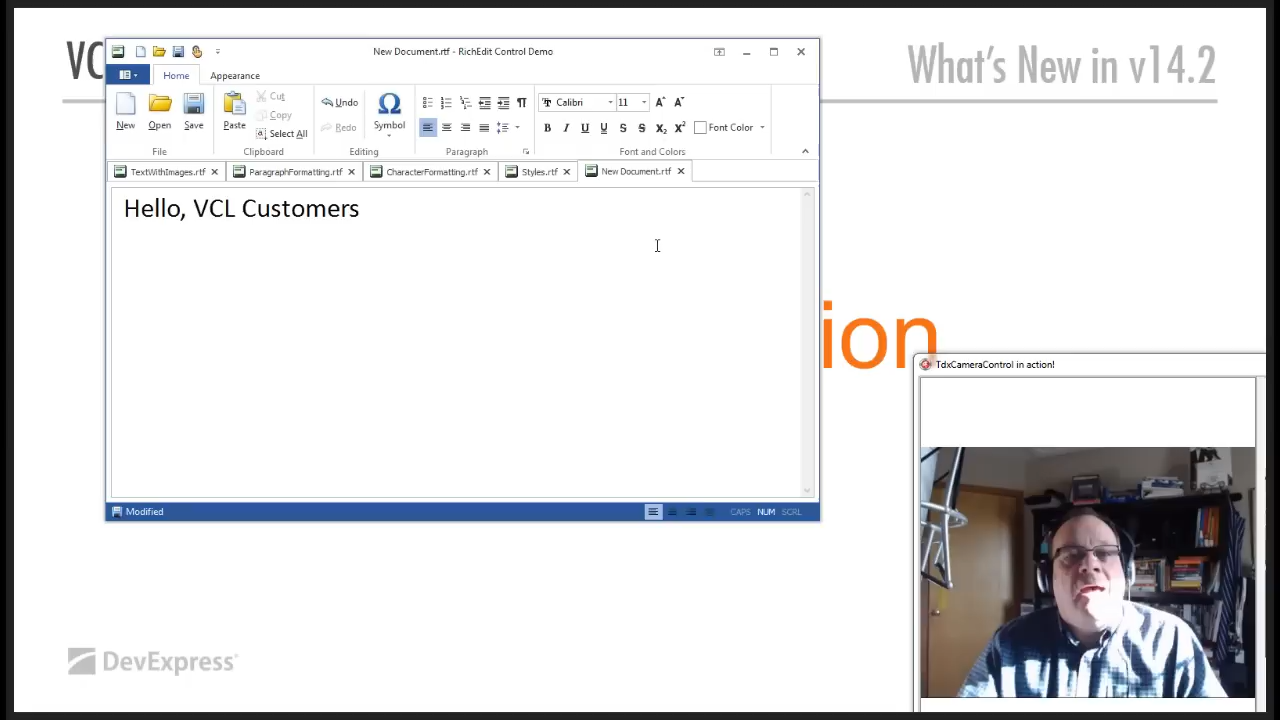 VC
What's New in v14.2
New Document.rtf - RichEdit Control Demo
Home
Appearance
New
Open
Save
Paste
Cut
Copy
Select All
Undo
Redo
Symbol
Calibri
11
B I U U S S X₂ X²
Font Color
File
Clipboard
Editing
Paragraph
Font and Colors
TextWithImages.rtf
ParagraphFormatting.rtf
CharacterFormatting.rtf
Styles.rtf
New Document.rtf
Hello, VCL Customers
ion
TdxCameraControl in action!
Modified
CAPS
NUM
SCRL
DevExpress